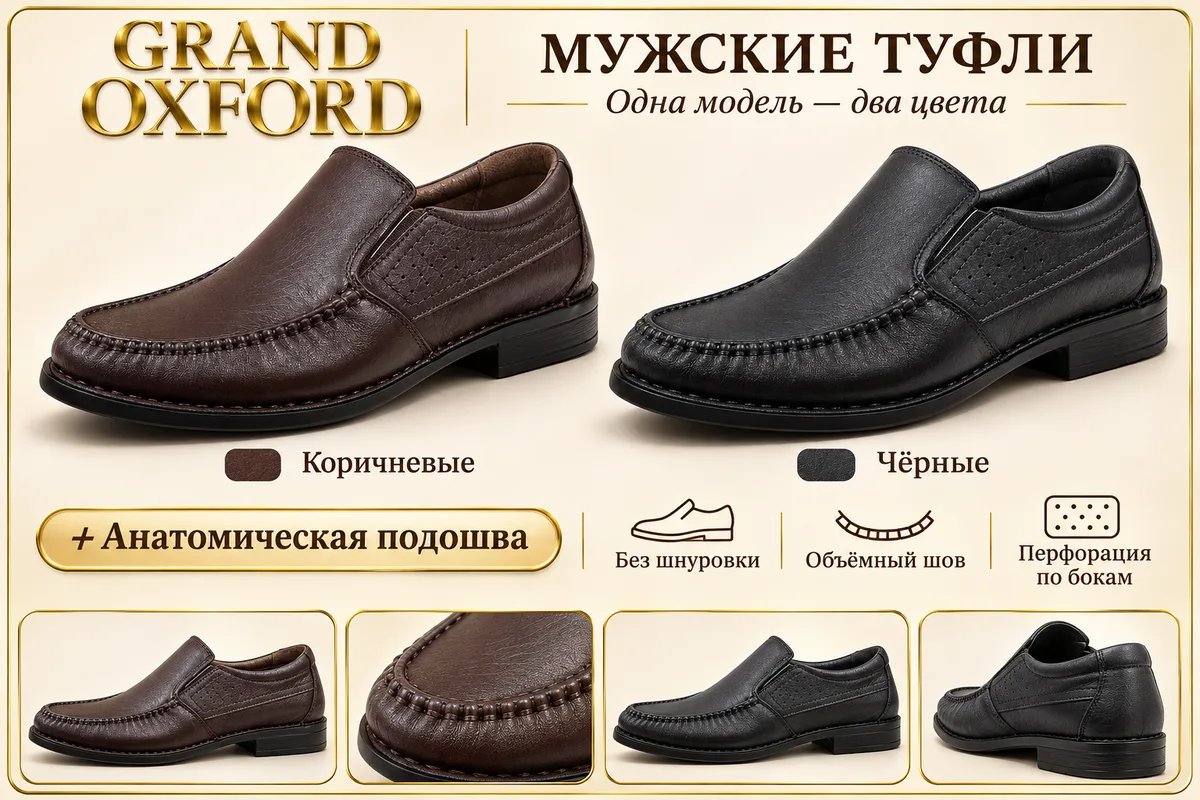 GRAND
OXFORD
МУЖСКИЕ ТУФЛИ
Одна модель — два цвета
Коричневые
Чёрные
+ Анатомическая подошва
Без шнуровки
Объёмный шов
Перфорация
по бокам